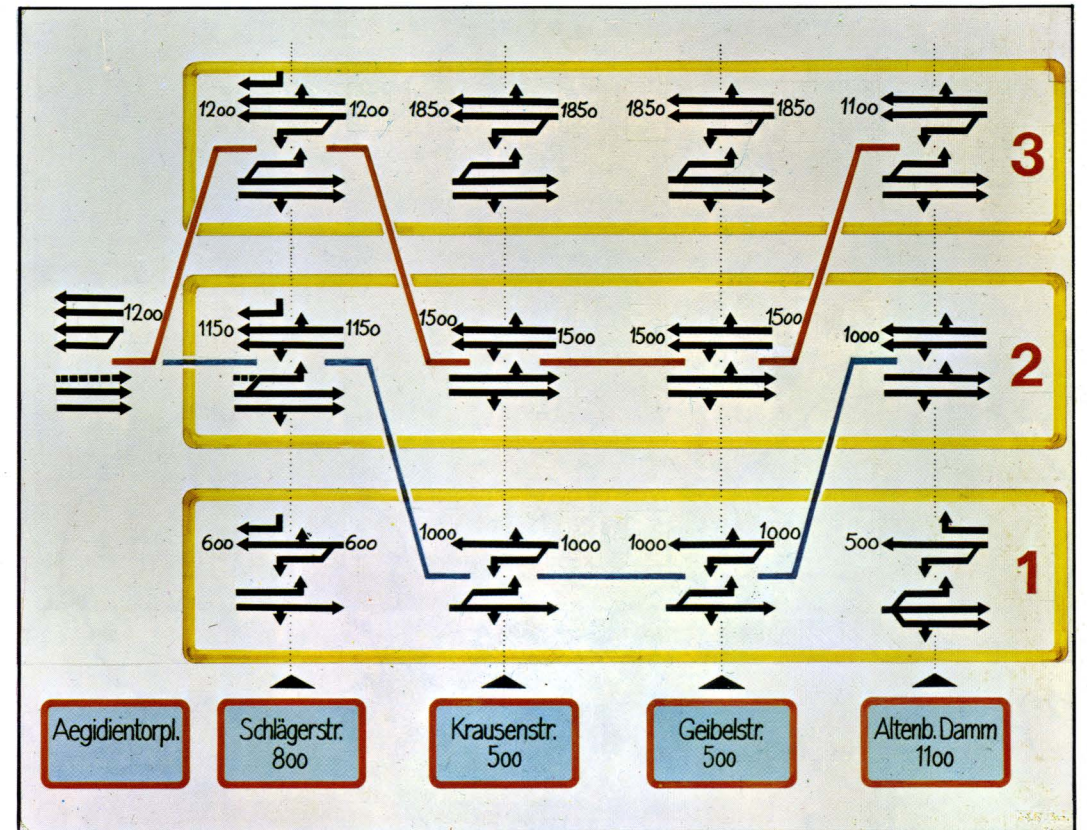 1200 1200 1850 1850 1850 1850 1100
3
1200
1150 1150 1500 1500 1500 1500 1000
2
600 600 1000 1000 1000 1000 500
1
Aegidientorpl. Schlägerstr. Krausenstr. Geibelstr. Altenb. Damm
800 500 500 1100